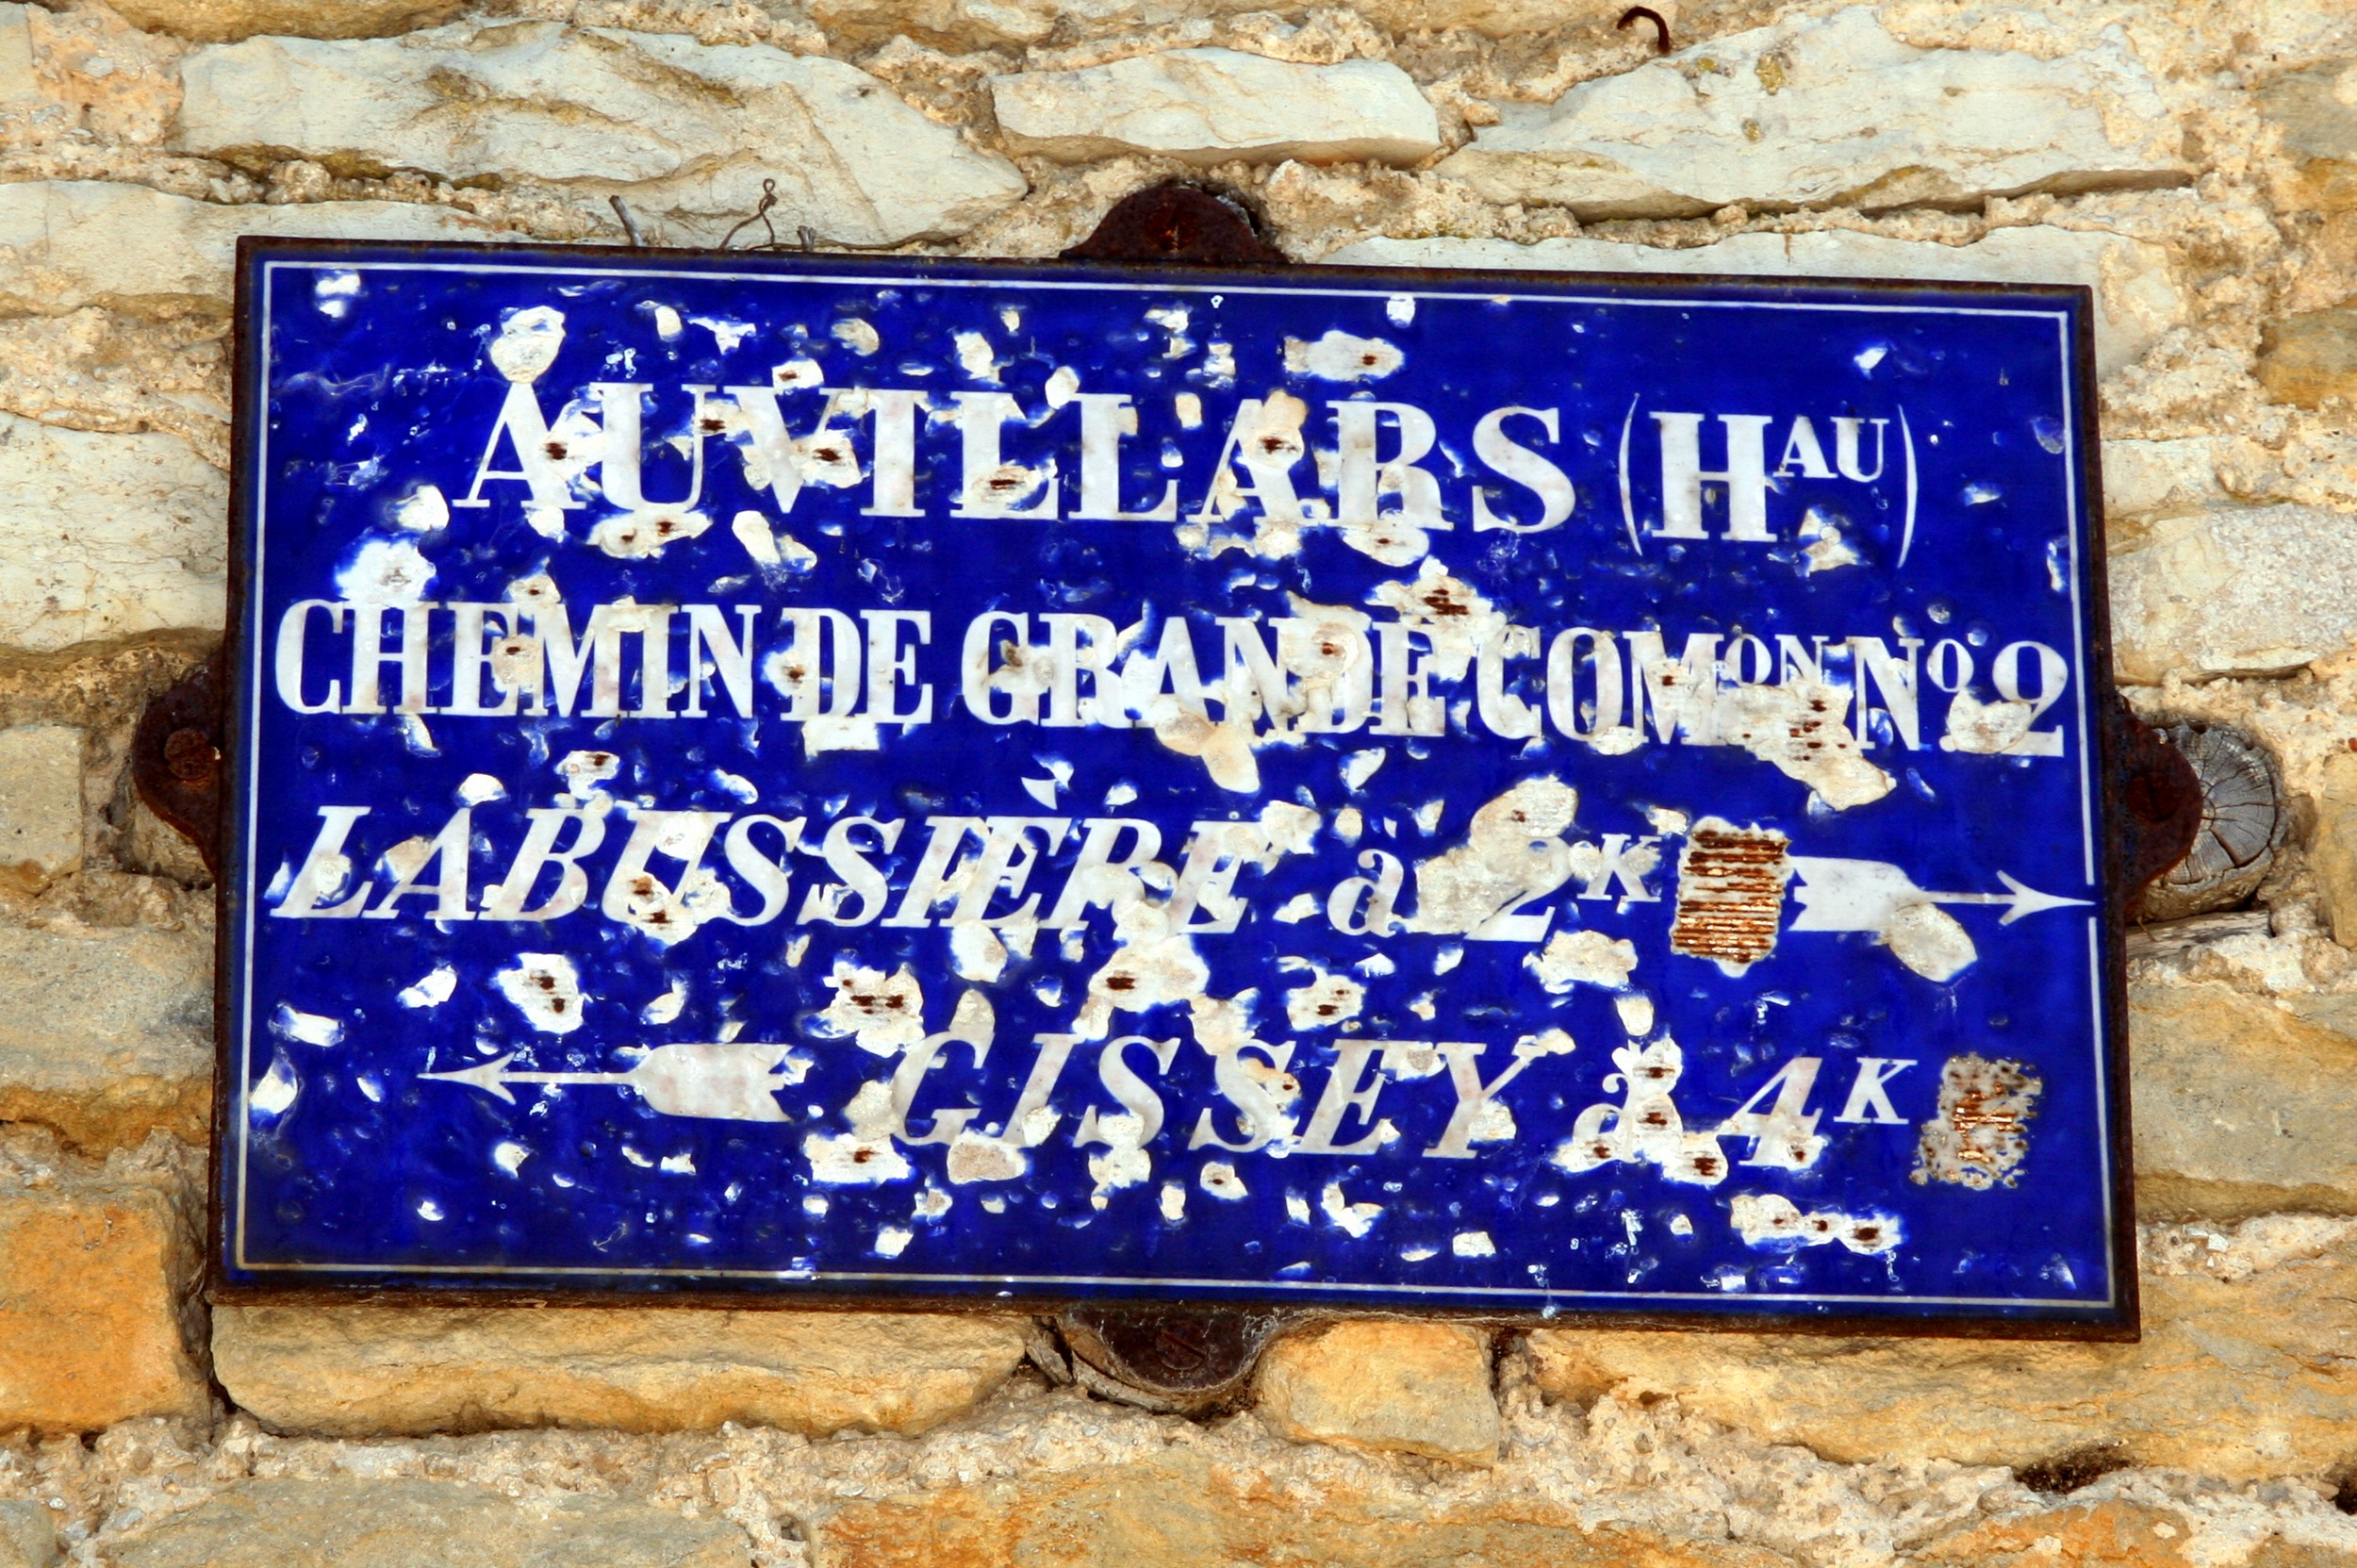 AUVILLARS (HAU)
CHEMIN DE GRANDE COMON No 2
LABUSSIÈRE à 2K
GISSEY à 4K